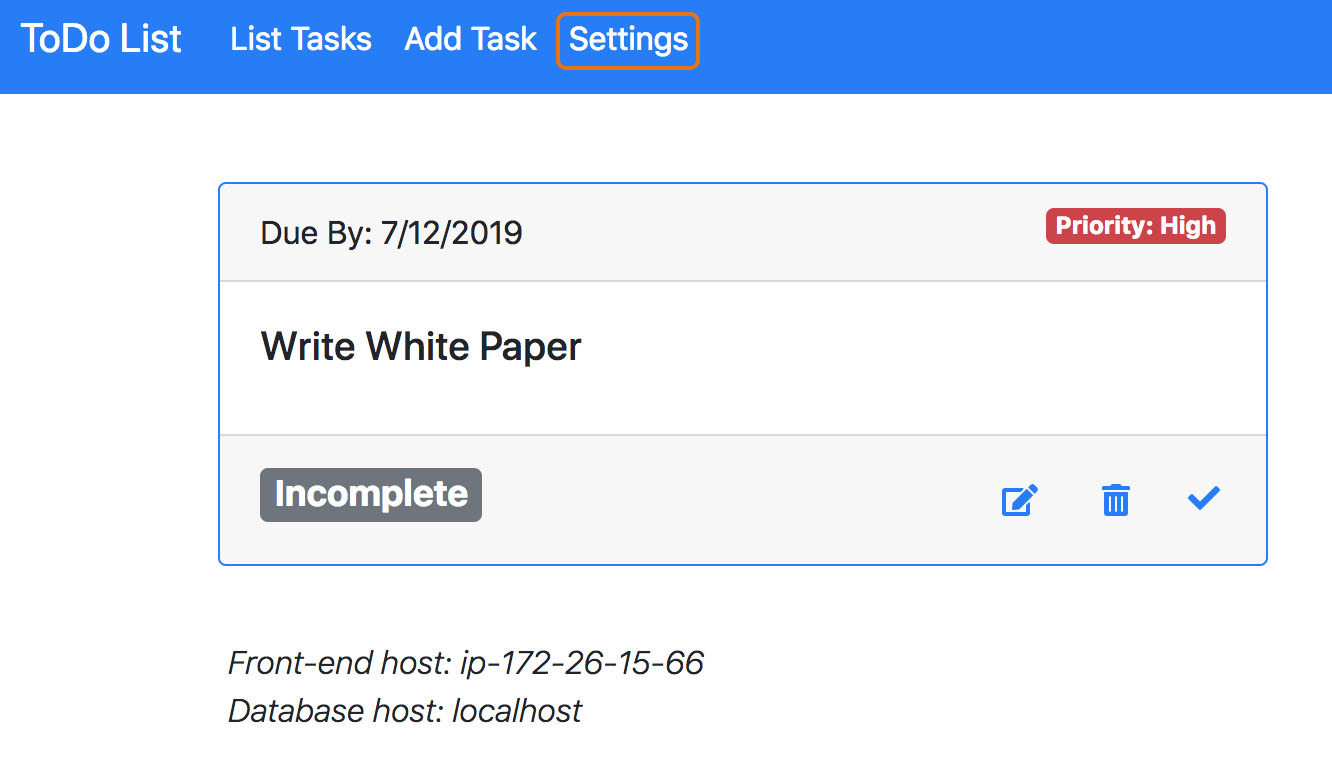 ToDo List List Tasks Add Task Settings
Due By: 7/12/2019 Priority: High
Write White Paper
Incomplete
Front-end host: ip-172-26-15-66
Database host: localhost